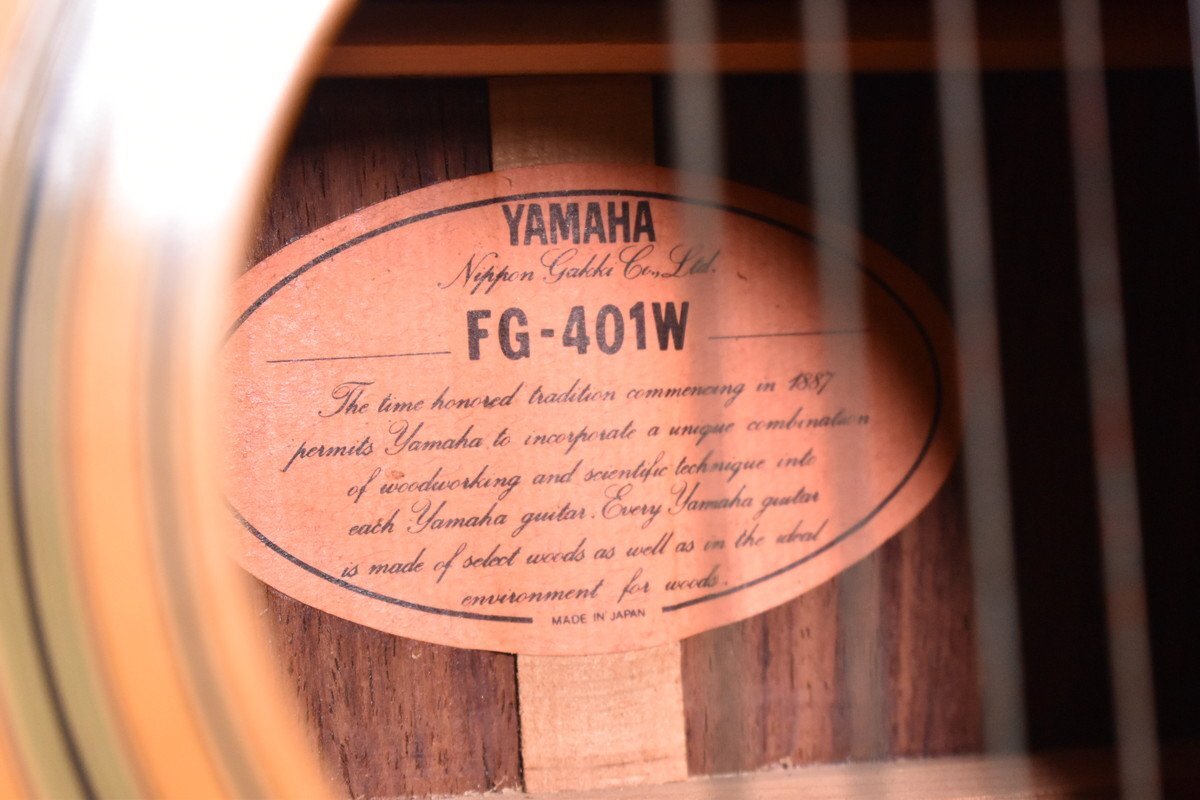 YAMAHA
Nippon Gakki Co., Ltd.
FG-401W
The time honored tradition commencing in 1887
permits Yamaha to incorporate a unique combination
of woodworking and scientific technique into
each Yamaha guitar. Every Yamaha guitar
is made of select woods as well as in the ideal
environment for woods.
MADE IN JAPAN